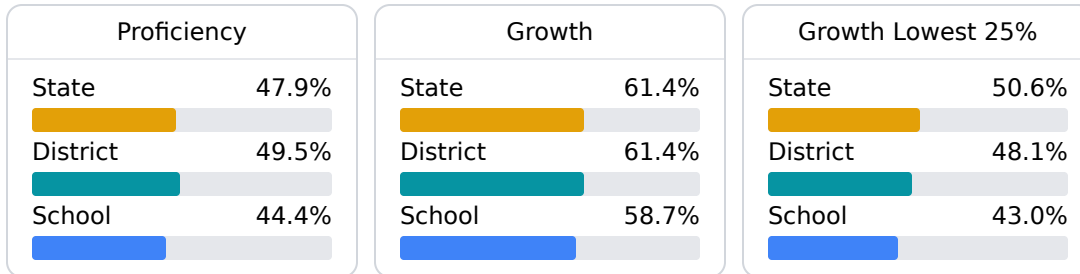 Proficiency
State 47.9%
District 49.5%
School 44.4%
Growth
State 61.4%
District 61.4%
School 58.7%
Growth Lowest 25%
State 50.6%
District 48.1%
School 43.0%